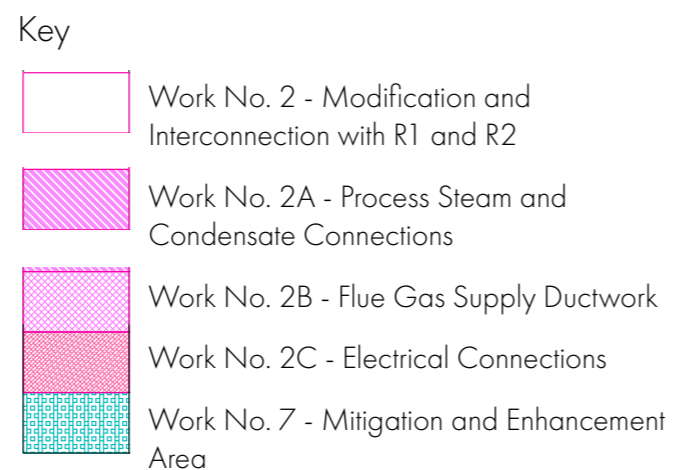 Key
Work No. 2 - Modification and
Interconnection with R1 and R2
Work No. 2A - Process Steam and
Condensate Connections
Work No. 2B - Flue Gas Supply Ductwork
Work No. 2C - Electrical Connections
Work No. 7 - Mitigation and Enhancement
Area